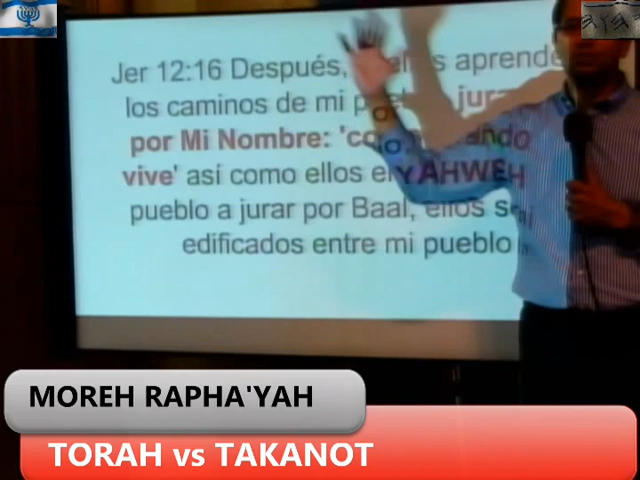 Jer 12:16 Después,
los caminos de mi
por Mi Nombre:
vive' así como ellos YAHWEH
pueblo a jurar por Baal, ellos
edificados entre mi pueblo
MOREH RAPHA'YAH
TORAH vs TAKANOT